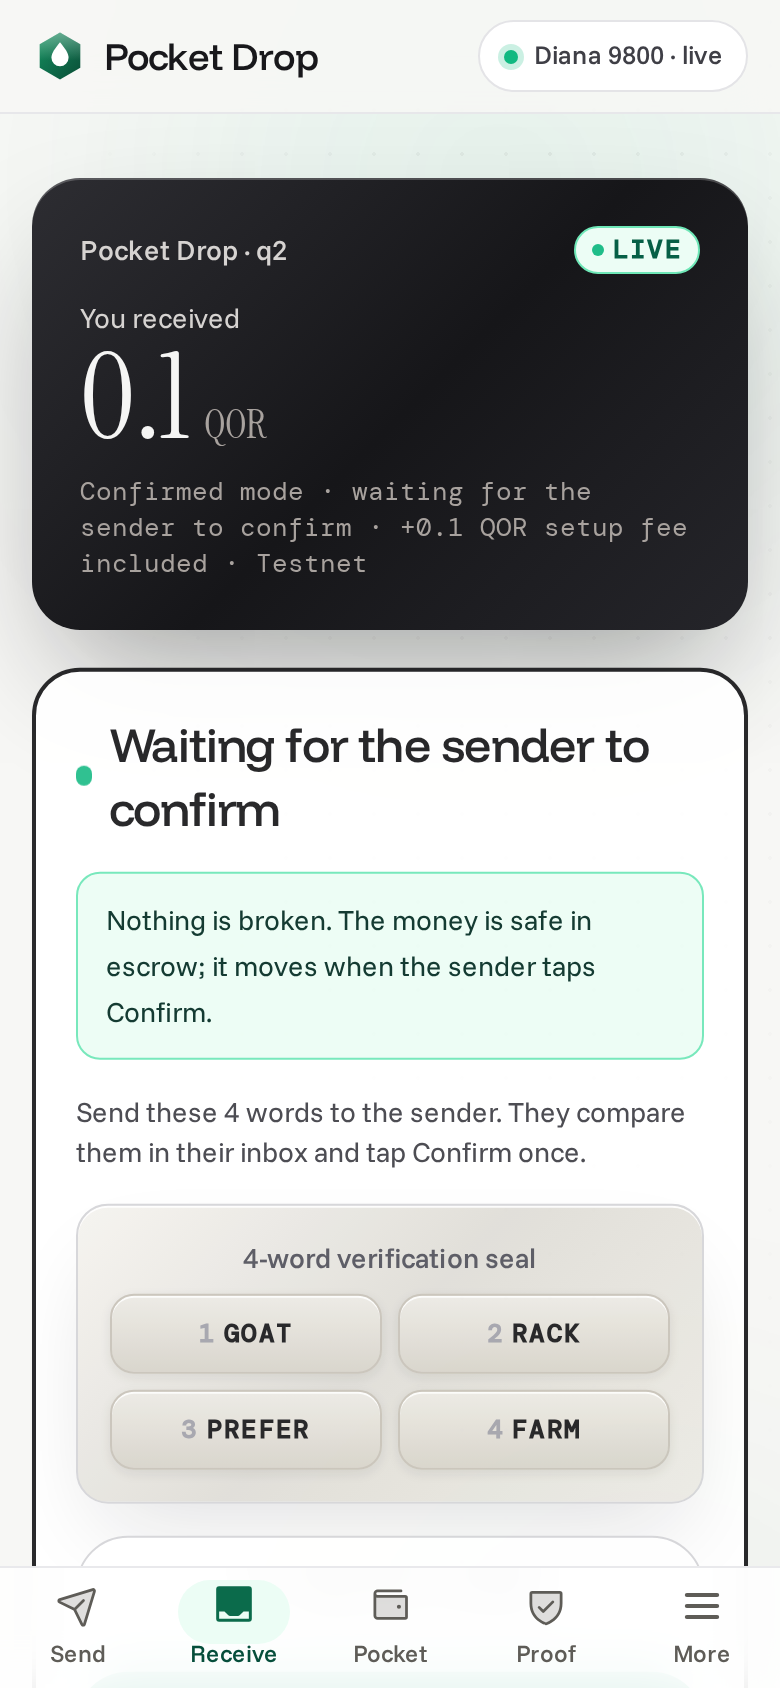 Pocket Drop
Diana 9800 · live
Pocket Drop · q2
LIVE
You received
0.1 QOR
Confirmed mode · waiting for the
sender to confirm · +0.1 QOR setup fee
included · Testnet
Waiting for the sender to
confirm
Nothing is broken. The money is safe in
escrow; it moves when the sender taps
Confirm.
Send these 4 words to the sender. They compare
them in their inbox and tap Confirm once.
4-word verification seal
1 GOAT
2 RACK
3 PREFER
4 FARM
Send
Receive
Pocket
Proof
More